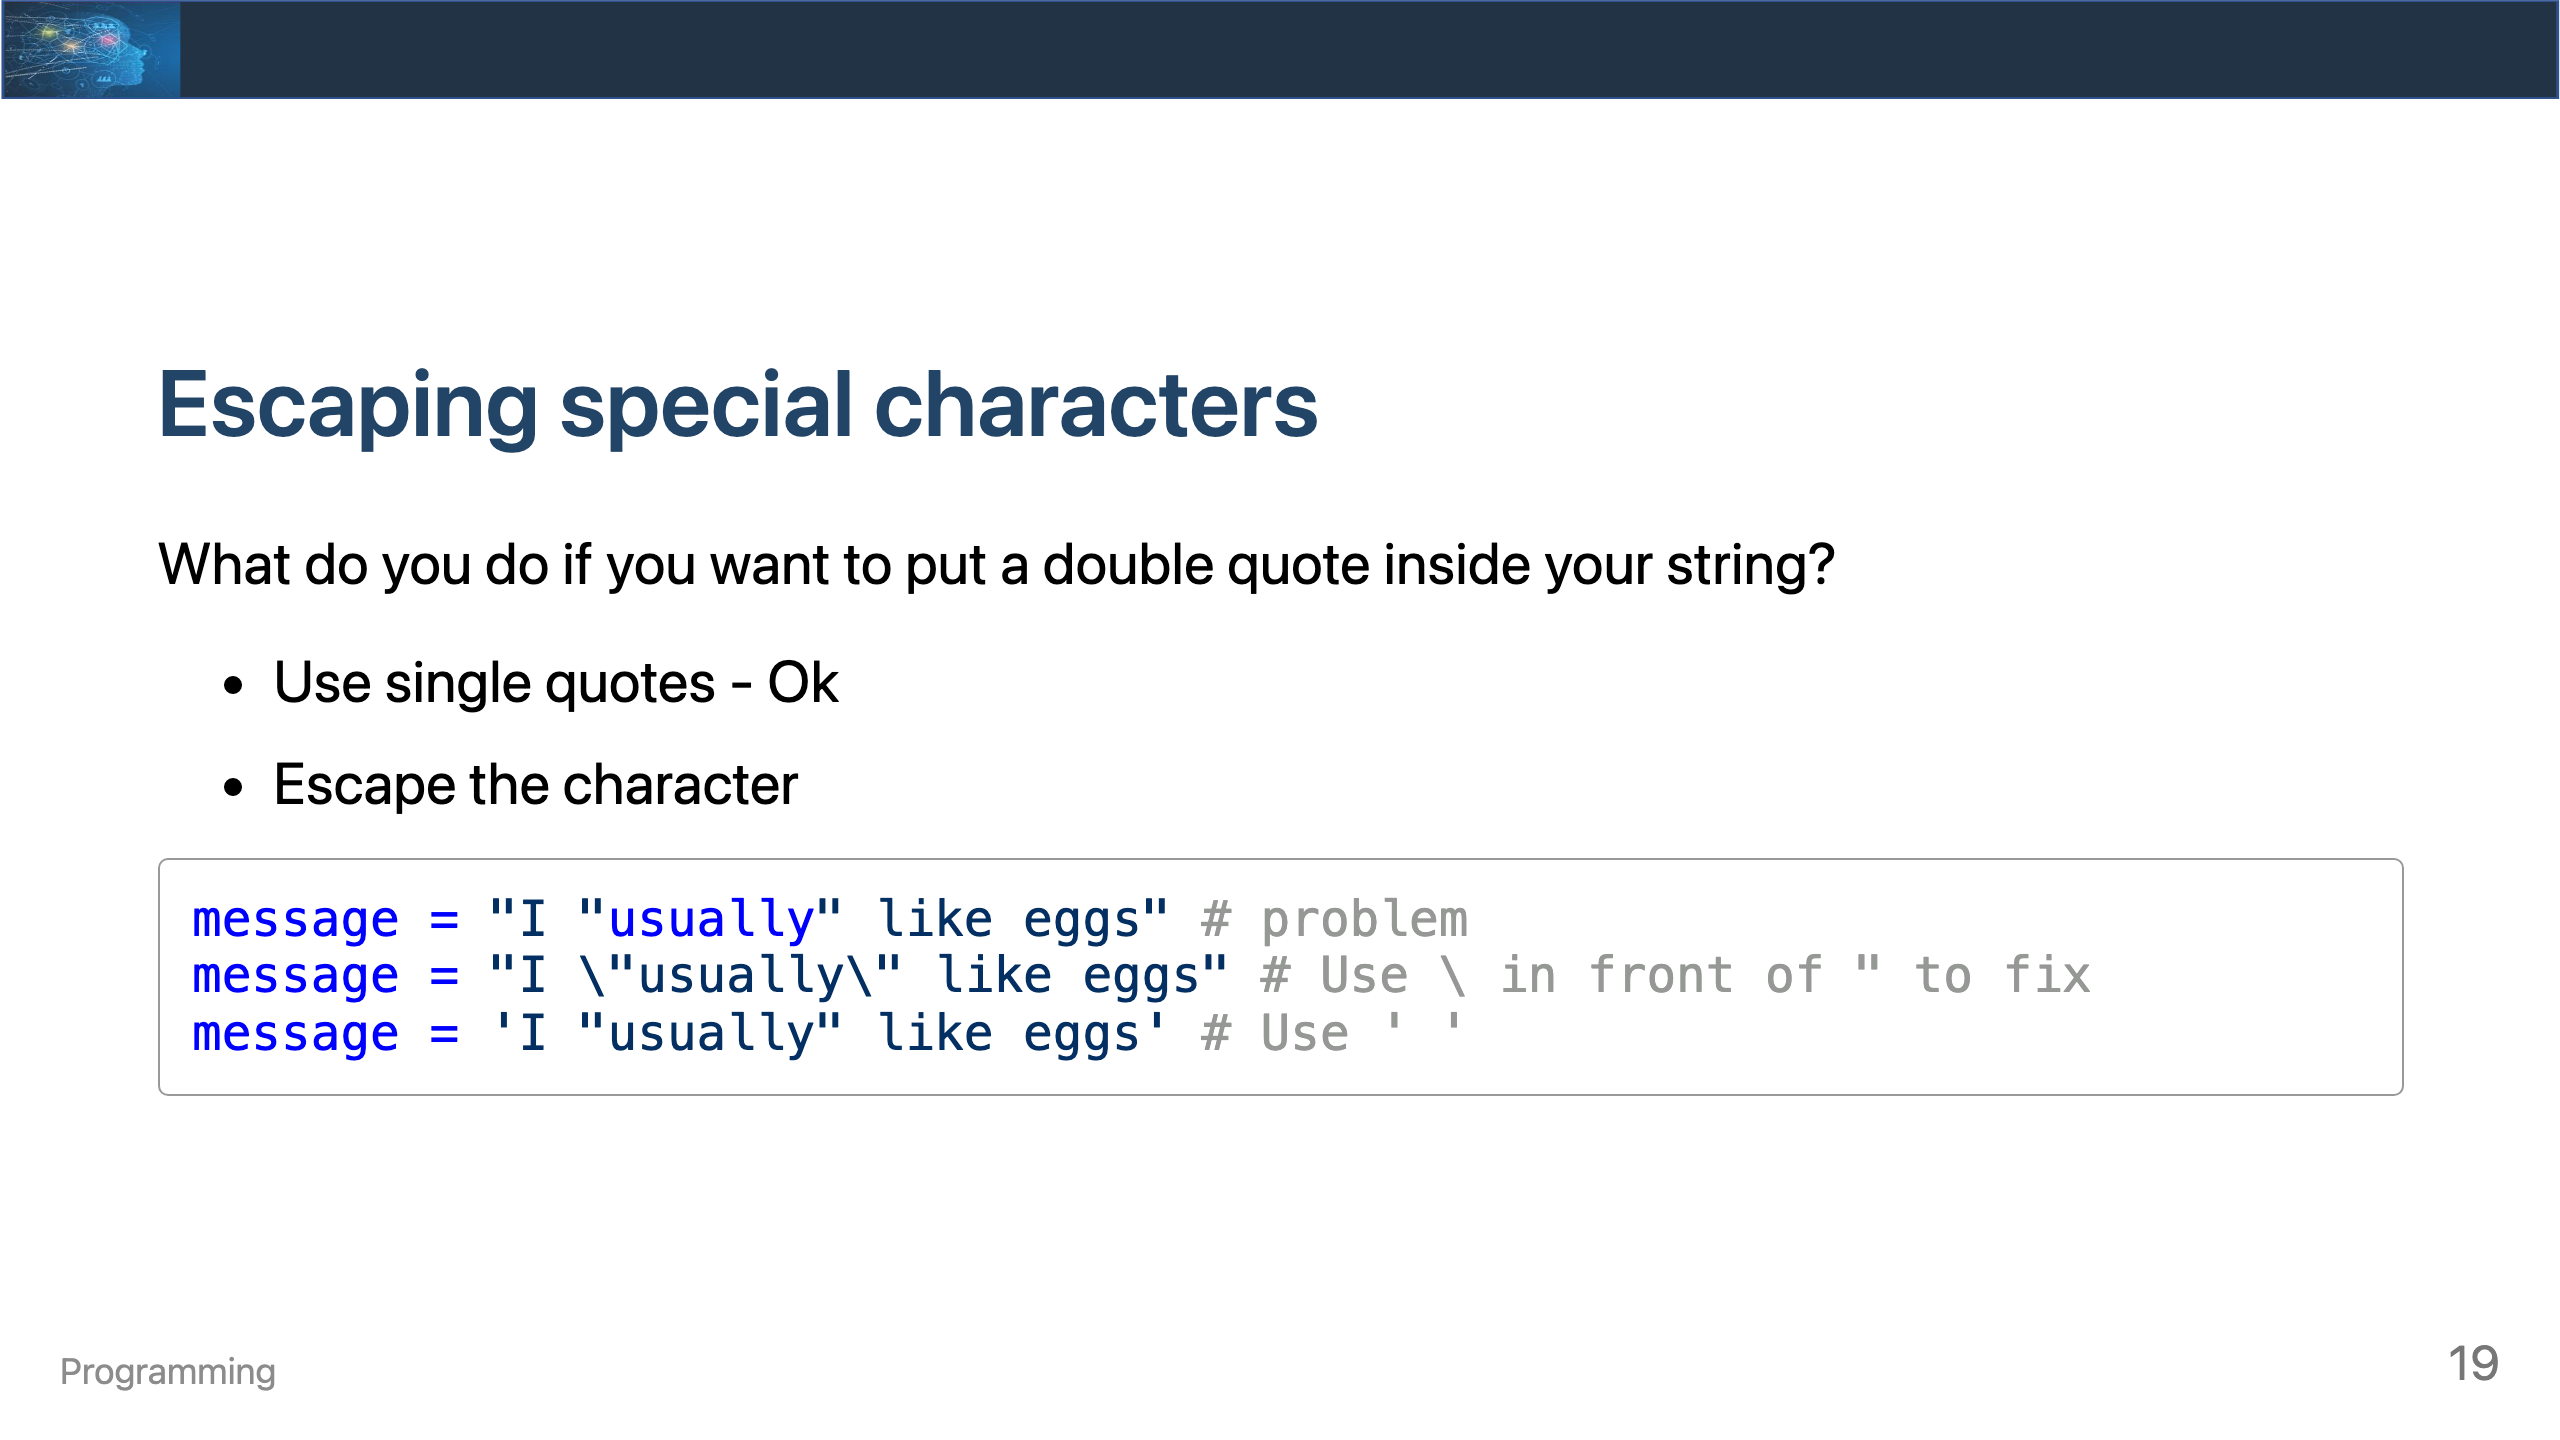 Escaping special characters
What do you do if you want to put a double quote inside your string?
• Use single quotes - Ok
• Escape the character
message = "I "usually" like eggs" # problem
message = "I \"usually\" like eggs" # Use \ in front of " to fix
message = 'I "usually" like eggs' # Use ' '
Programming
19